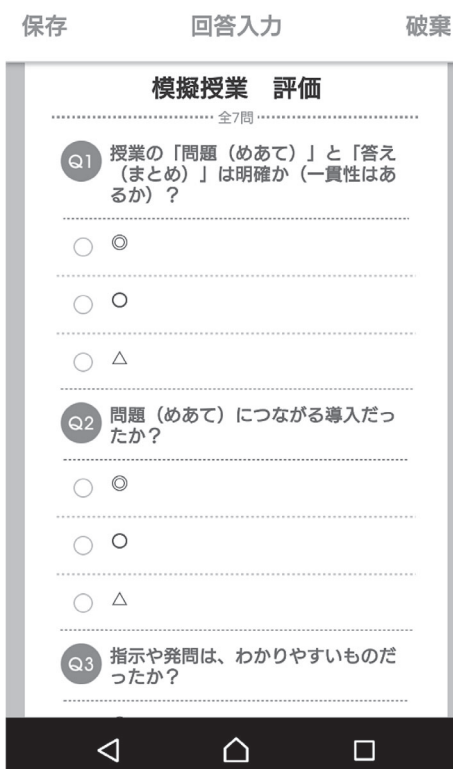 保存 回答入力 破棄
模擬授業 評価
全7問
Q1 授業の「問題（めあて）」と「答え
（まとめ）」は明確か（一貫性はあ
るか）？
◎
○
△
Q2 問題（めあて）につながる導入だっ
たか？
◎
○
△
Q3 指示や発問は、わかりやすいものだ
ったか？